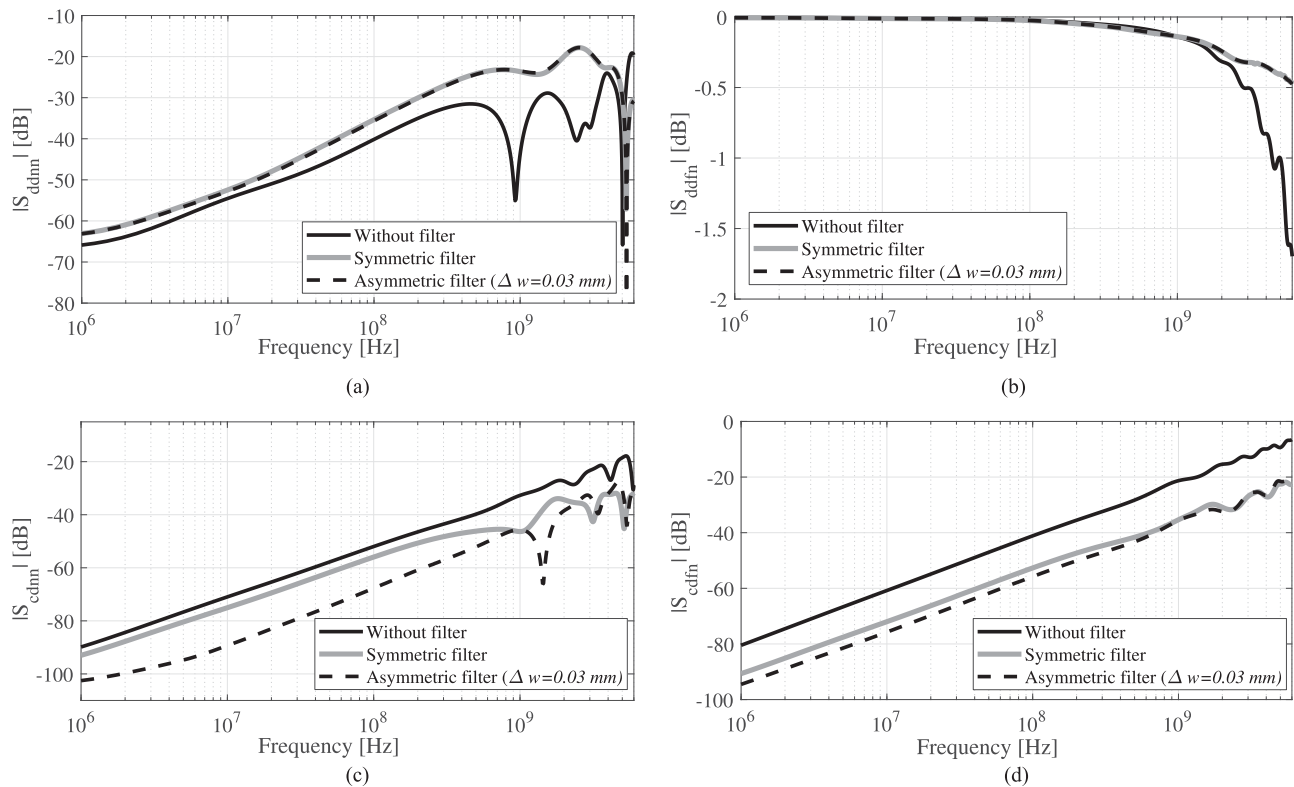 -10
-20
-30
-40
-50
-60
-70
-80
|S_ddnn| [dB]
Without filter
Symmetric filter
Asymmetric filter (Δ w=0.03 mm)
10^6 10^7 10^8 10^9
Frequency [Hz]
(a)
0
-0.5
-1
-1.5
-2
|S_ddfn| [dB]
Without filter
Symmetric filter
Asymmetric filter (Δ w=0.03 mm)
10^6 10^7 10^8 10^9
Frequency [Hz]
(b)
-20
-40
-60
-80
-100
|S_cdnn| [dB]
Without filter
Symmetric filter
Asymmetric filter (Δ w=0.03 mm)
10^6 10^7 10^8 10^9
Frequency [Hz]
(c)
0
-20
-40
-60
-80
-100
|S_cdfn| [dB]
Without filter
Symmetric filter
Asymmetric filter (Δ w=0.03 mm)
10^6 10^7 10^8 10^9
Frequency [Hz]
(d)